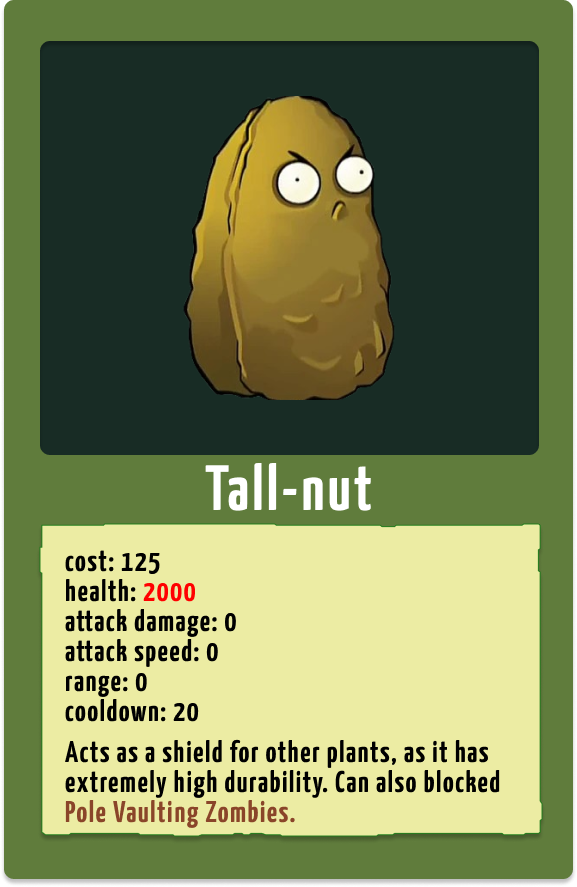 Tall-nut
cost: 125
health: 2000
attack damage: 0
attack speed: 0
range: 0
cooldown: 20
Acts as a shield for other plants, as it has
extremely high durability. Can also blocked
Pole Vaulting Zombies.